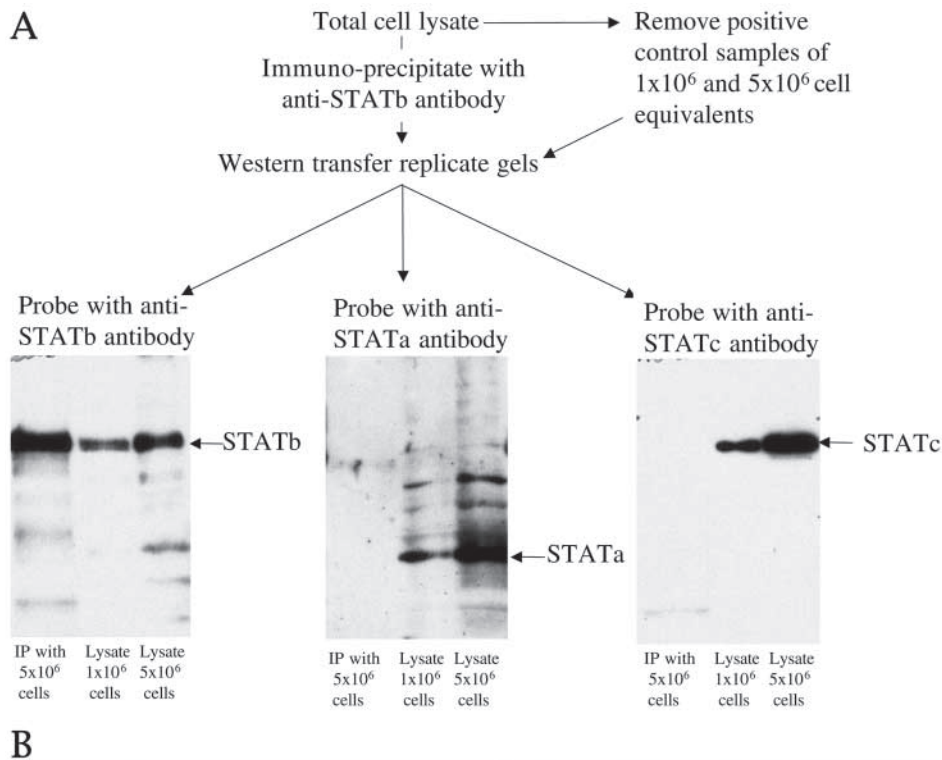 A
Total cell lysate
Remove positive
control samples of
1x10⁶ and 5x10⁶ cell
equivalents
Immuno-precipitate with
anti-STATb antibody
Western transfer replicate gels
Probe with anti-
STATb antibody
STATb
IP with
5x10⁶
cells
Lysate
1x10⁶
cells
Lysate
5x10⁶
cells
Probe with anti-
STATa antibody
STATa
IP with
5x10⁶
cells
Lysate
1x10⁶
cells
Lysate
5x10⁶
cells
Probe with anti-
STATc antibody
STATc
IP with
5x10⁶
cells
Lysate
1x10⁶
cells
Lysate
5x10⁶
cells
B